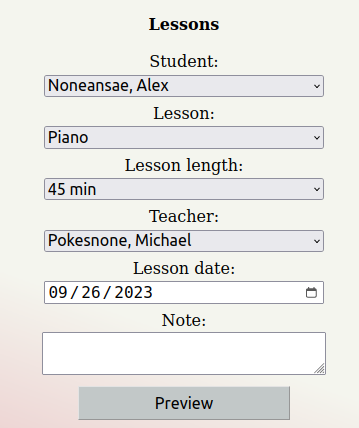 Lessons
Student:
Noneansae, Alex
Lesson:
Piano
Lesson length:
45 min
Teacher:
Pokesnone, Michael
Lesson date:
09/26/2023
Note:
Preview